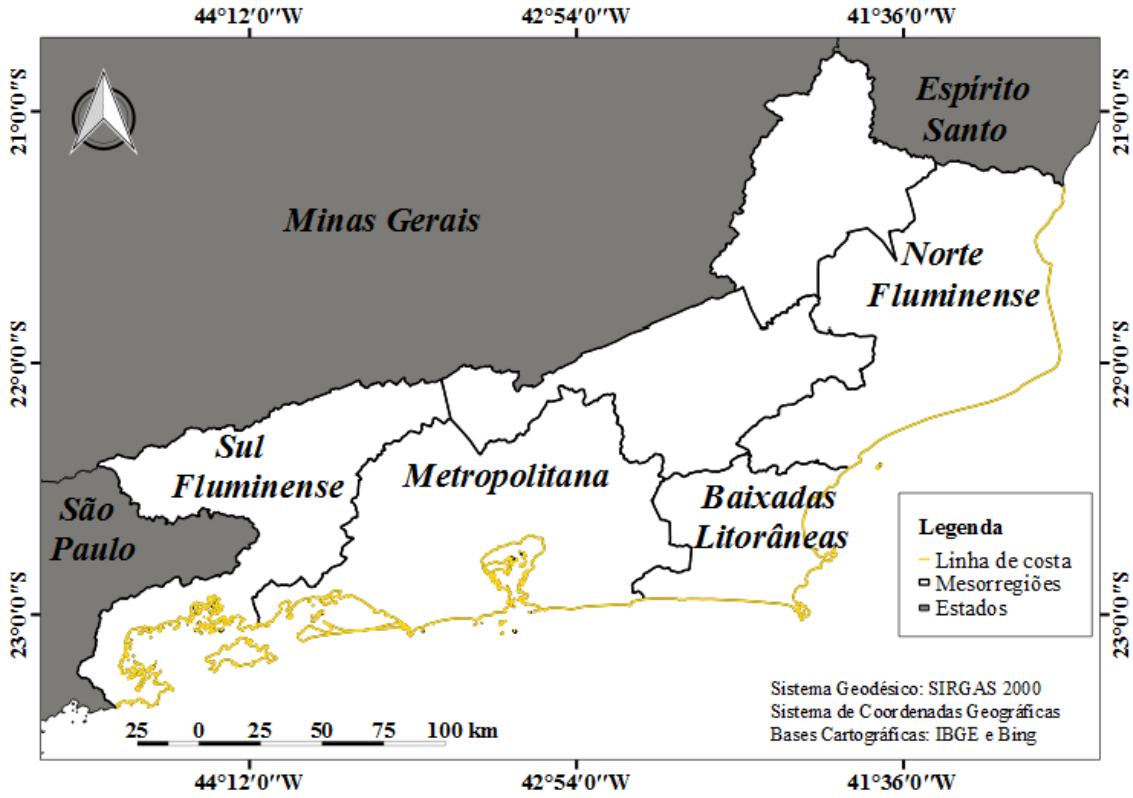 44°12'0''W 42°54'0''W 41°36'0''W
21°0'0''S
21°0'0''S
Espírito
Santo
Minas Gerais
Norte
Fluminense
22°0'0''S
22°0'0''S
Sul
Fluminense
Metropolitana
Baixadas
Litorâneas
São
Paulo
Legenda
Linha de costa
Mesorregiões
Estados
23°0'0''S
23°0'0''S
Sistema Geodésico: SIRGAS 2000
Sistema de Coordenadas Geográficas
Bases Cartográficas: IBGE e Bing
25 0 25 50 75 100 km
44°12'0''W 42°54'0''W 41°36'0''W